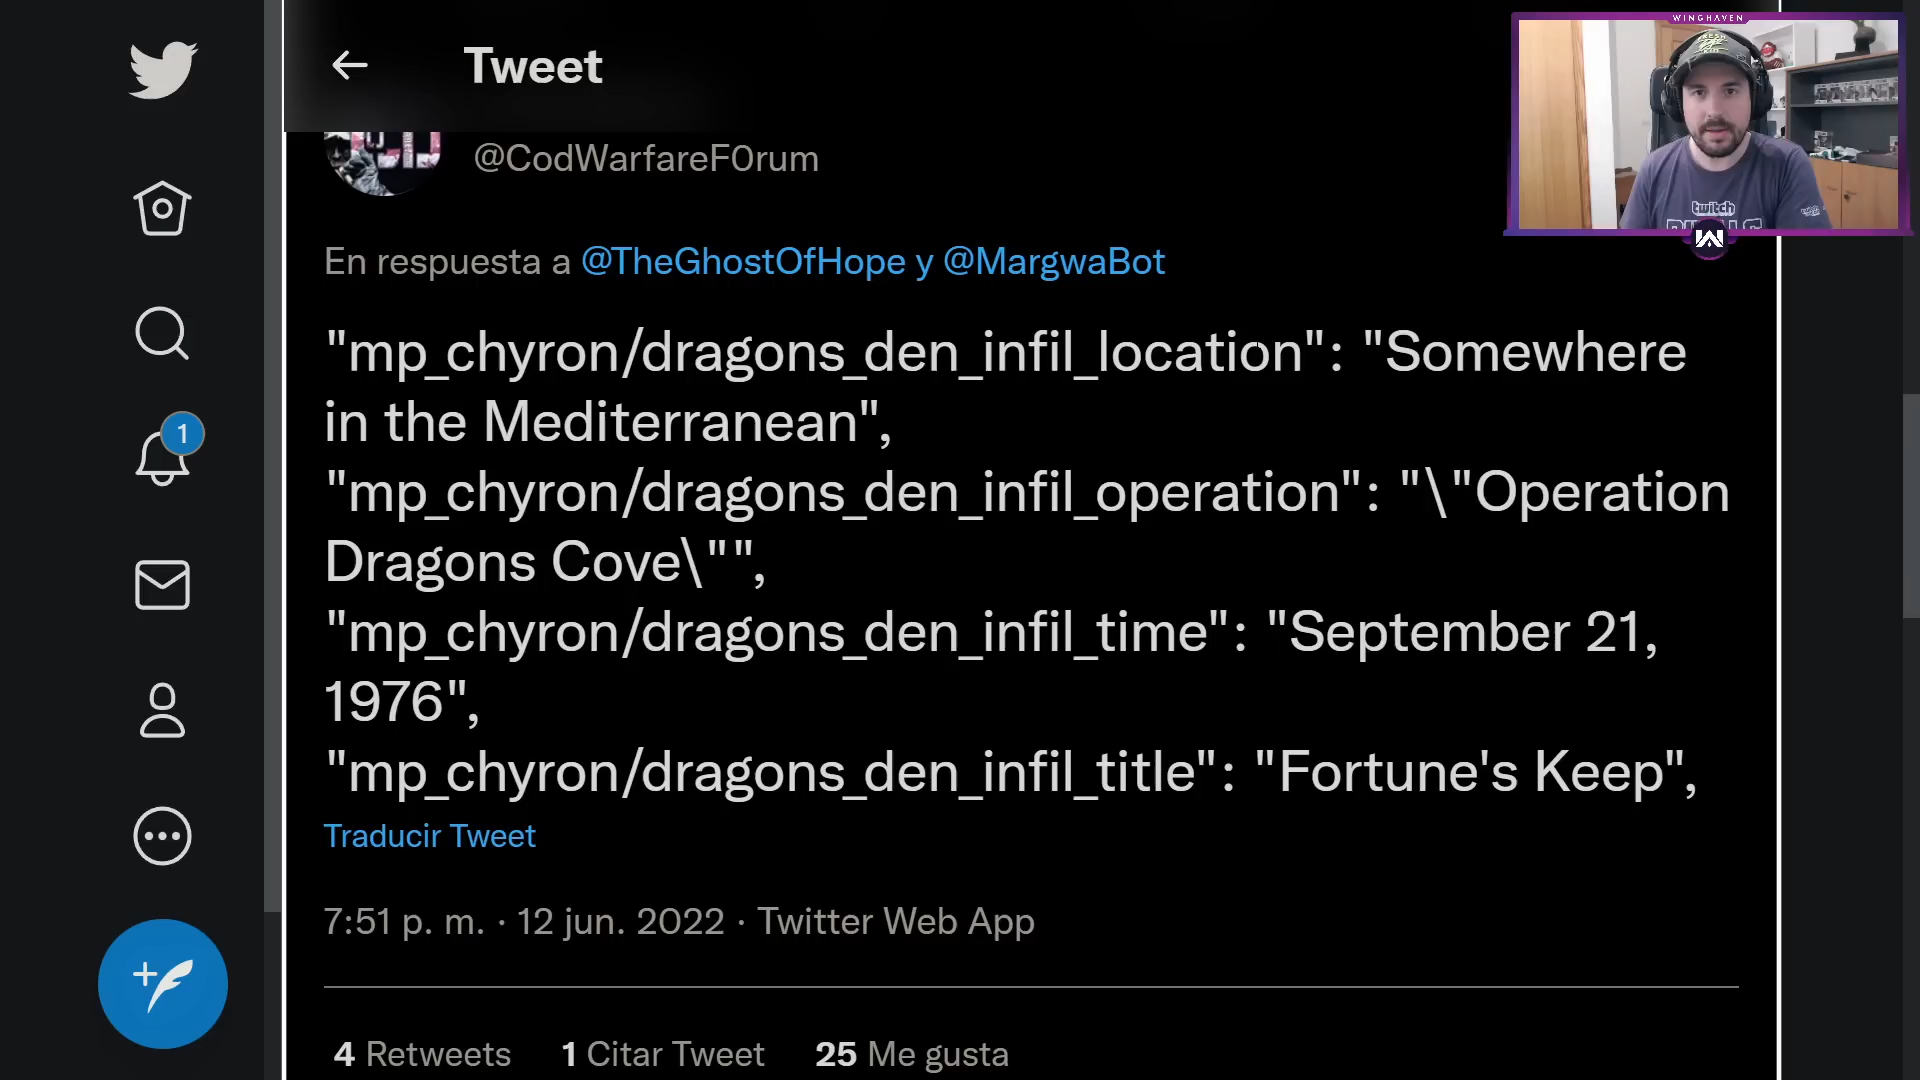 WINGHAVEN
Tweet
@CodWarfareF0rum
En respuesta a @TheGhostOfHope y @MargwaBot
"mp_chyron/dragons_den_infil_location": "Somewhere
in the Mediterranean",
"mp_chyron/dragons_den_infil_operation": "\"Operation
Dragons Cove\"",
"mp_chyron/dragons_den_infil_time": "September 21,
1976",
"mp_chyron/dragons_den_infil_title": "Fortune's Keep",
Traducir Tweet
7:51 p. m. · 12 jun. 2022 · Twitter Web App
4 Retweets 1 Citar Tweet 25 Me gusta
1
twitch